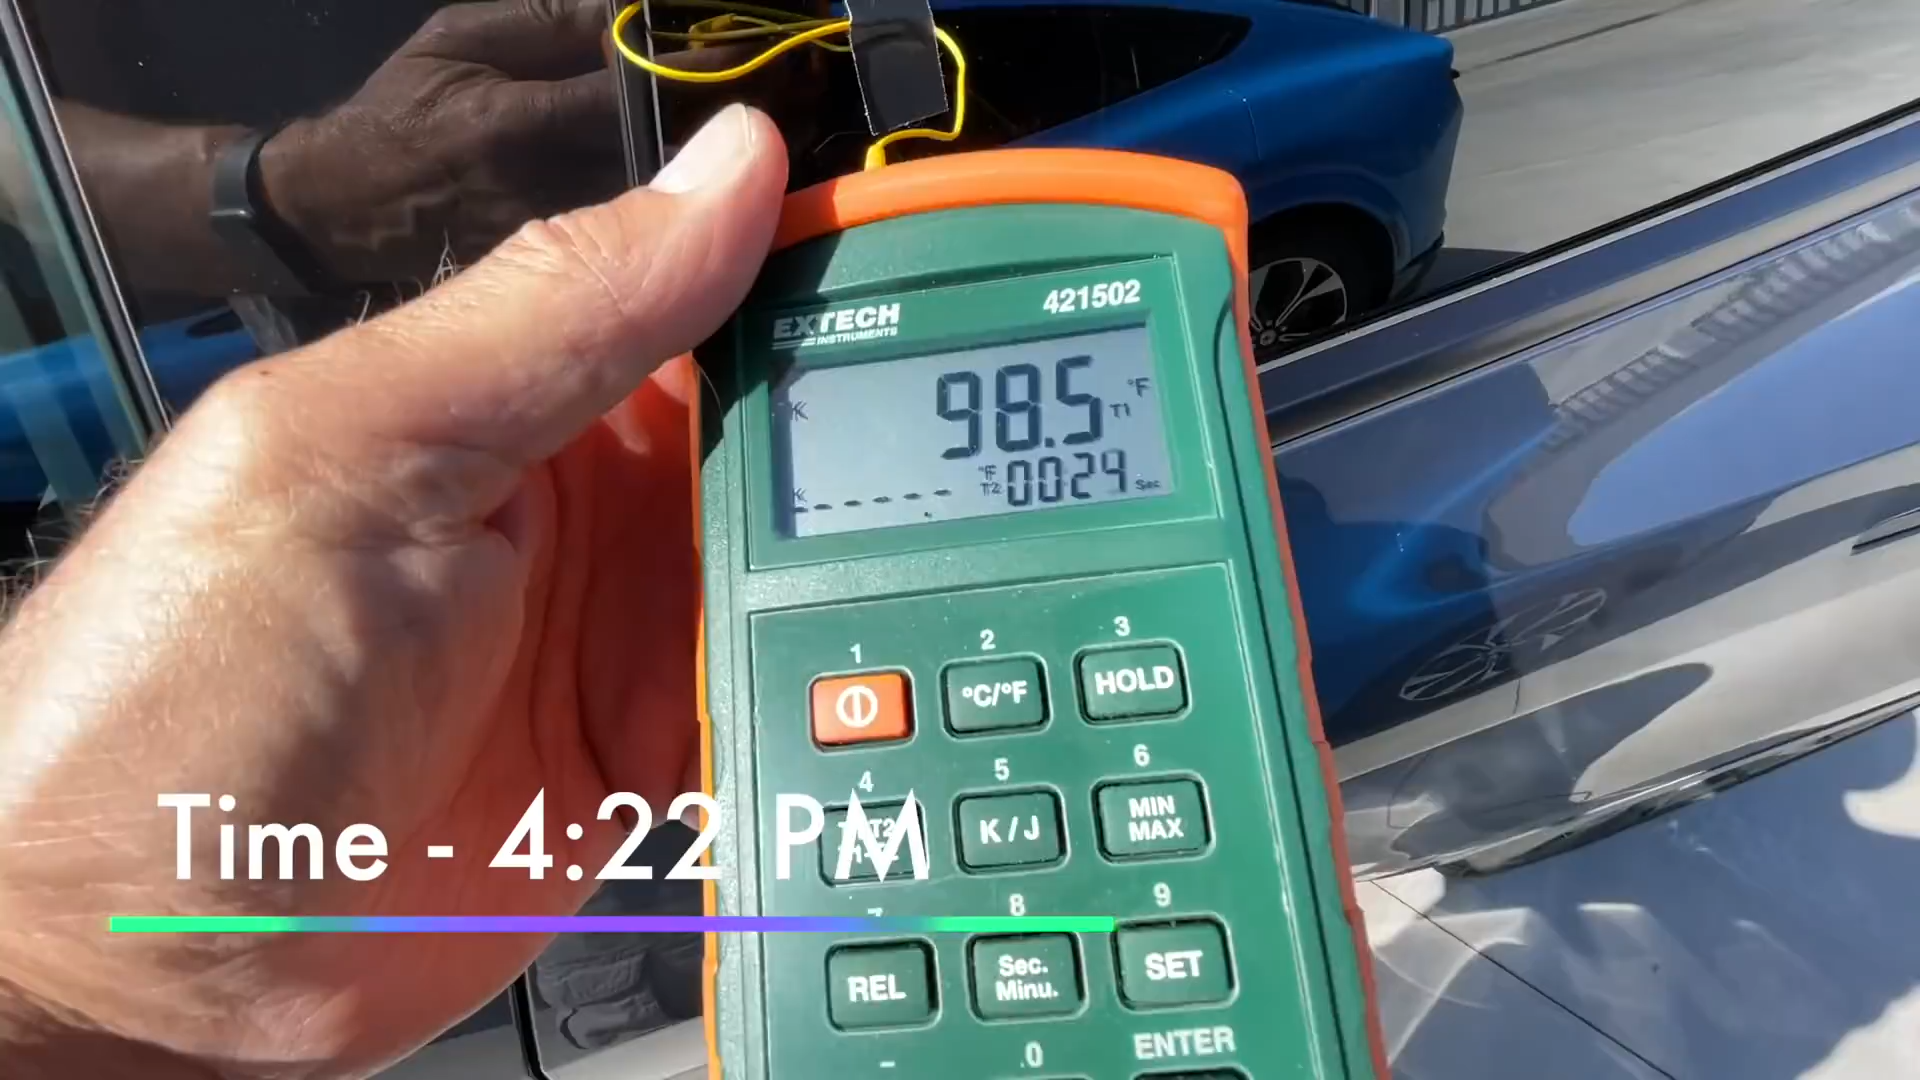 421502
EXTECH
INSTRUMENTS
K 98.5 °F
T1
K -----. °F
T2 0024 Sec
1 2 3
°C/°F HOLD
4 5 6
K / J MIN
MAX
Time - 4:22 PM
8 9
REL Sec.
Minu. SET
- .0 ENTER